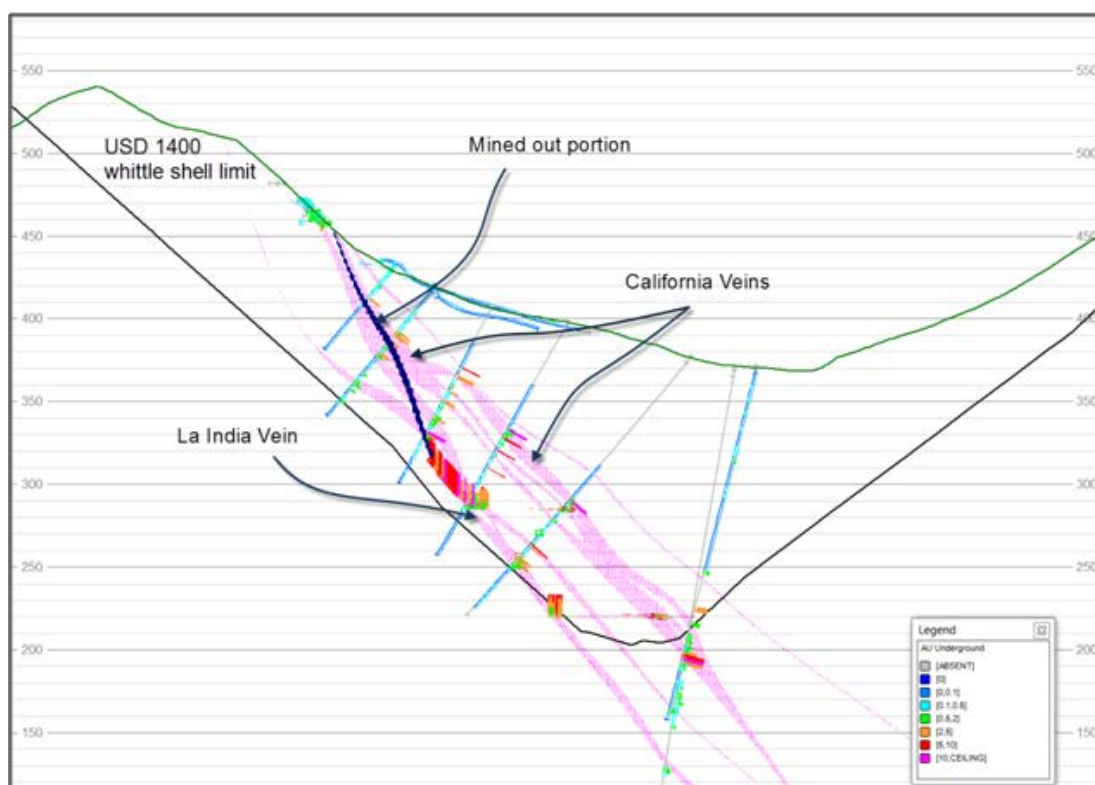 550
550
USD 1400
whittle shell limit
Mined out portion
500
500
450
450
California Veins
400
400
350
350
La India Vein
300
300
250
250
Legend
AU Underground
[ABSENT]
[0]
[0,0.1]
[0.1,0.5]
[0.5,2]
[2,5]
[5,10]
[10,CEILING]
200
200
150
150